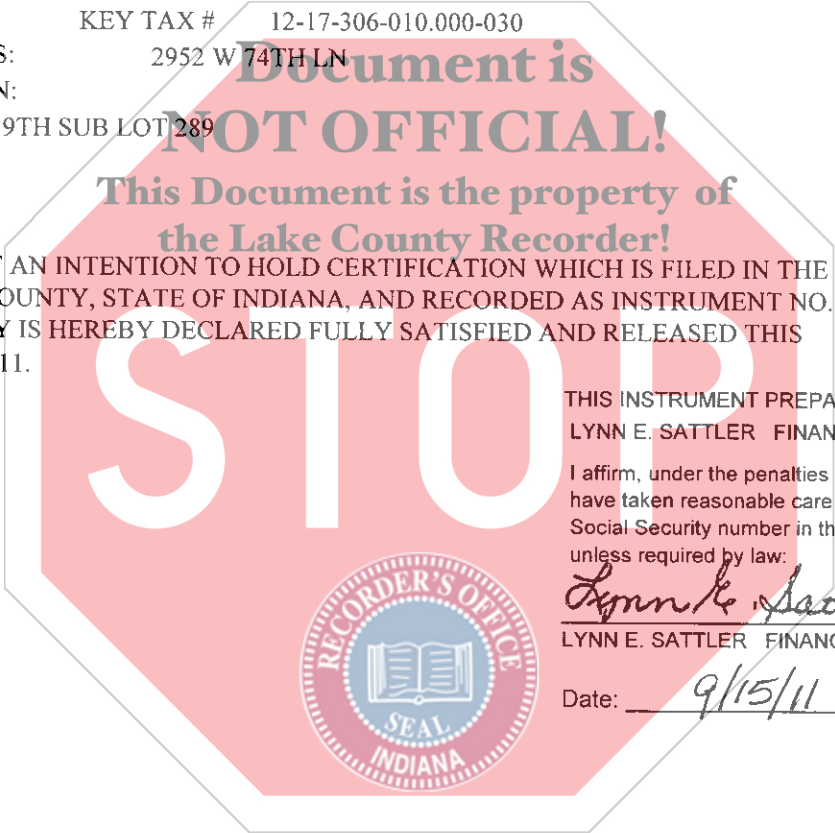 KEY TAX # 12-17-306-010.000-030
S: 2952 W 74TH LN
N:
9TH SUB LOT 289
Document is
NOT OFFICIAL!
This Document is the property of
the Lake County Recorder!
AN INTENTION TO HOLD CERTIFICATION WHICH IS FILED IN THE
OUNTY, STATE OF INDIANA, AND RECORDED AS INSTRUMENT NO.
Y IS HEREBY DECLARED FULLY SATISFIED AND RELEASED THIS
11.
STOP
THIS INSTRUMENT PREPA
LYNN E. SATTLER FINAN
I affirm, under the penalties
have taken reasonable care
Social Security number in th
unless required by law:
Lynn E. Sat
LYNN E. SATTLER FINANC
Date: 9/15/11
RECORDER'S OFFICE
SEAL
INDIANA